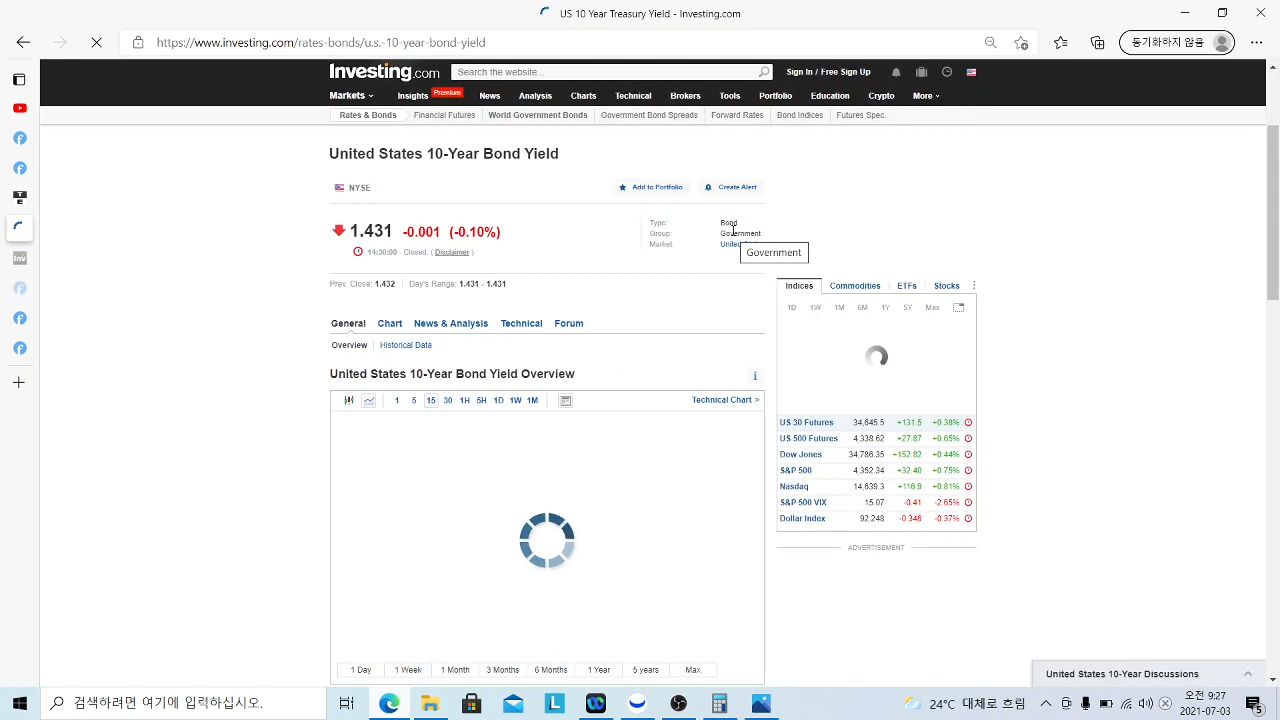 https://www.investing.com/rates-bonds/u.s.-10-year-bond-yield
동기화하지 않음
Investing.com
Search the website...
Sign In / Free Sign Up
Markets
Insights
Premium
News
Analysis
Charts
Technical
Brokers
Tools
Portfolio
Education
Crypto
More
Rates & Bonds
Financial Futures
World Government Bonds
Government Bond Spreads
Forward Rates
Bond Indices
Futures Spec.
United States 10-Year Bond Yield
NYSE
Add to Portfolio
Create Alert
1.431 -0.001 (-0.10%)
14:30:00 - Closed. ( Disclaimer )
Type: Bond
Group: Government
Market: United
Government
Prev. Close: 1.432
Day's Range: 1.431 - 1.431
General
Chart
News & Analysis
Technical
Forum
Overview
Historical Data
United States 10-Year Bond Yield Overview
i
1 5 15 30 1H 5H 1D 1W 1M
Technical Chart »
1 Day
1 Week
1 Month
3 Months
6 Months
1 Year
5 years
Max
Indices
Commodities
ETFs
Stocks
1D 1W 1M 6M 1Y 5Y Max
US 30 Futures 34,645.5 +131.5 +0.38%
US 500 Futures 4,338.62 +27.87 +0.65%
Dow Jones 34,786.35 +152.82 +0.44%
S&P 500 4,352.34 +32.40 +0.75%
Nasdaq 14,639.3 +116.9 +0.81%
S&P 500 VIX 15.07 -0.41 -2.65%
Dollar Index 92.248 -0.346 -0.37%
ADVERTISEMENT
United States 10-Year Discussions
Inv
검색하려면 여기에 입력하십시오.
L
24°C 대체로 흐림
오전 9:27
2021-07-03
5